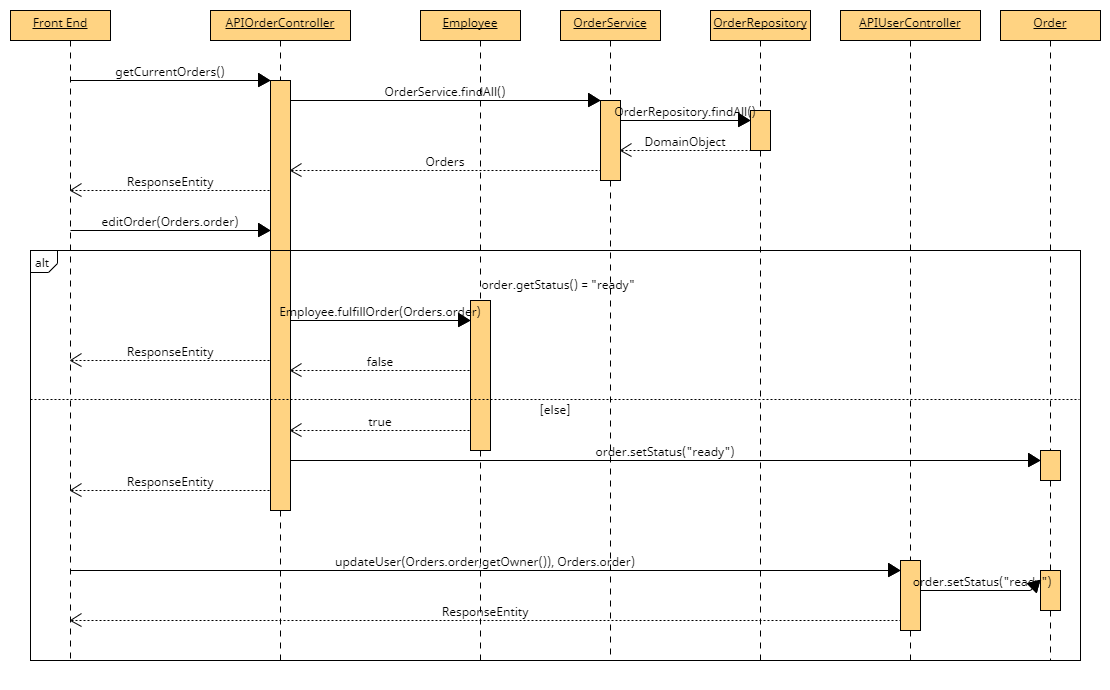 Front End
APIOrderController
Employee
OrderService
OrderRepository
APIUserController
Order
getCurrentOrders()
OrderService.findAll()
OrderRepository.findAll()
DomainObject
Orders
ResponseEntity
editOrder(Orders.order)
alt
order.getStatus() = "ready"
Employee.fulfillOrder(Orders.order)
ResponseEntity
false
[else]
true
order.setStatus("ready")
ResponseEntity
updateUser(Orders.order.getOwner()), Orders.order)
order.setStatus("ready")
ResponseEntity